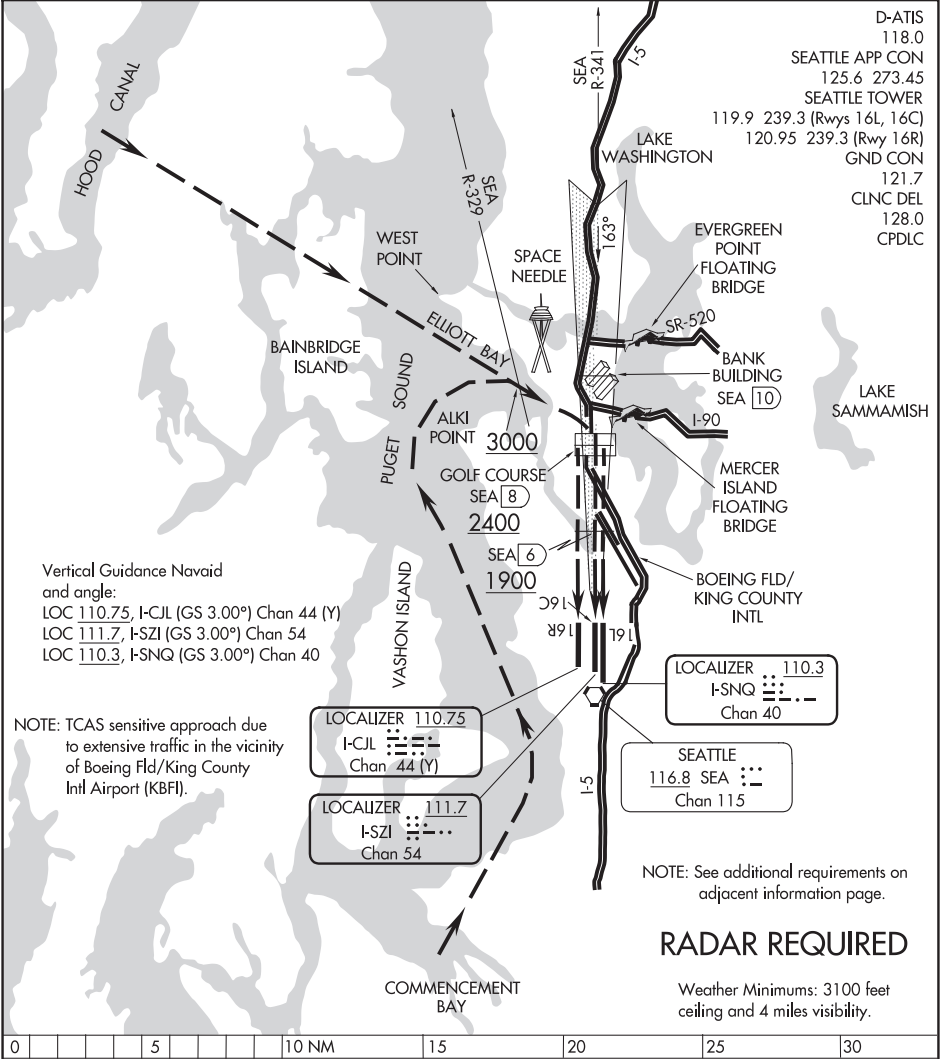 D-ATIS
118.0
SEATTLE APP CON
125.6 273.45
SEATTLE TOWER
119.9 239.3 (Rwys 16L, 16C)
120.95 239.3 (Rwy 16R)
GND CON
121.7
CLNC DEL
128.0
CPDLC
HOOD CANAL
SEA
R-341
I-5
LAKE
WASHINGTON
SEA
R-329
163°
WEST
POINT
SPACE
NEEDLE
EVERGREEN
POINT
FLOATING
BRIDGE
SR-520
ELLIOTT BAY
BAINBRIDGE
ISLAND
BANK
BUILDING
SEA 10
LAKE
SAMMAMISH
PUGET SOUND
ALKI
POINT
3000
I-90
GOLF COURSE
SEA 8
2400
MERCER
ISLAND
FLOATING
BRIDGE
SEA 6
1900
BOEING FLD/
KING COUNTY
INTL
16C
16R
16L
Vertical Guidance Navaid
and angle:
LOC 110.75, I-CJL (GS 3.00°) Chan 44 (Y)
LOC 111.7, I-SZI (GS 3.00°) Chan 54
LOC 110.3, I-SNQ (GS 3.00°) Chan 40
VASHON ISLAND
NOTE: TCAS sensitive approach due
to extensive traffic in the vicinity
of Boeing Fld/King County
Intl Airport (KBFI).
LOCALIZER 110.3
I-SNQ
Chan 40
LOCALIZER 110.75
I-CJL
Chan 44 (Y)
SEATTLE
116.8 SEA
Chan 115
I-5
LOCALIZER 111.7
I-SZI
Chan 54
NOTE: See additional requirements on
adjacent information page.
RADAR REQUIRED
COMMENCEMENT
BAY
Weather Minimums: 3100 feet
ceiling and 4 miles visibility.
0 5 10 NM 15 20 25 30